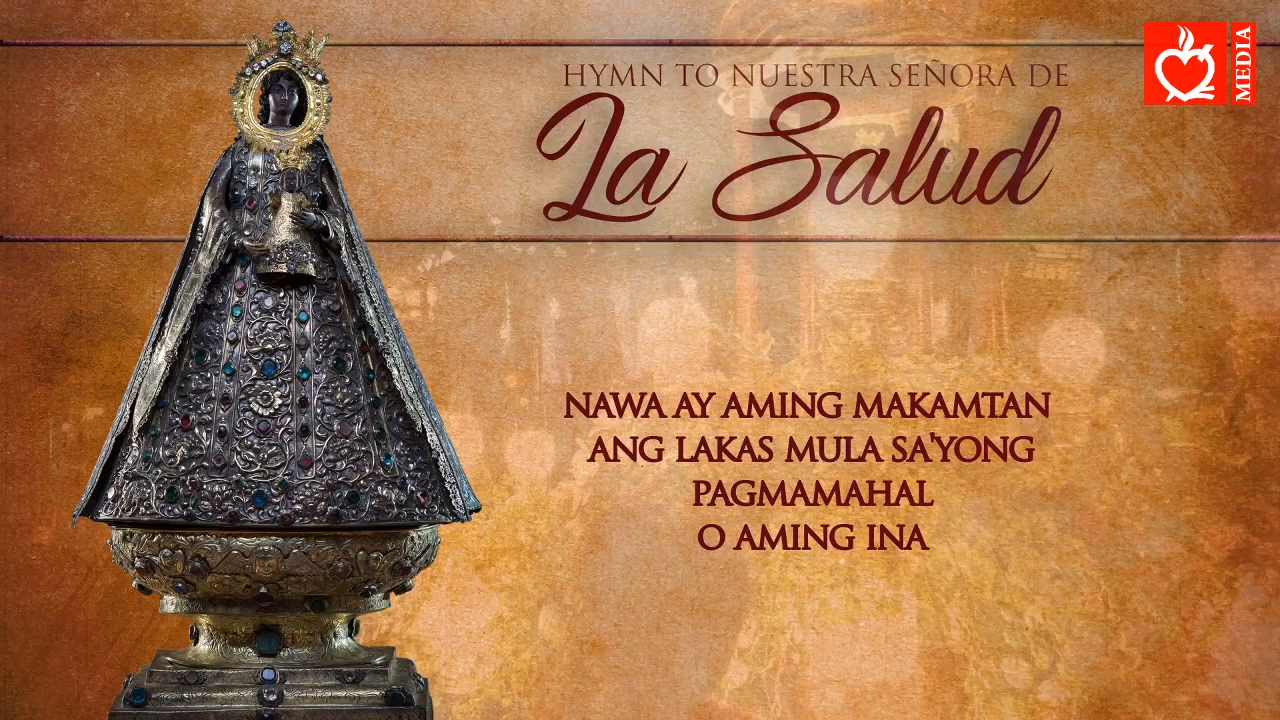 HYMN TO NUESTRA SEÑORA DE
La Salud
MEDIA
NAWA AY AMING MAKAMTAN
ANG LAKAS MULA SA'YONG
PAGMAMAHAL
O AMING INA